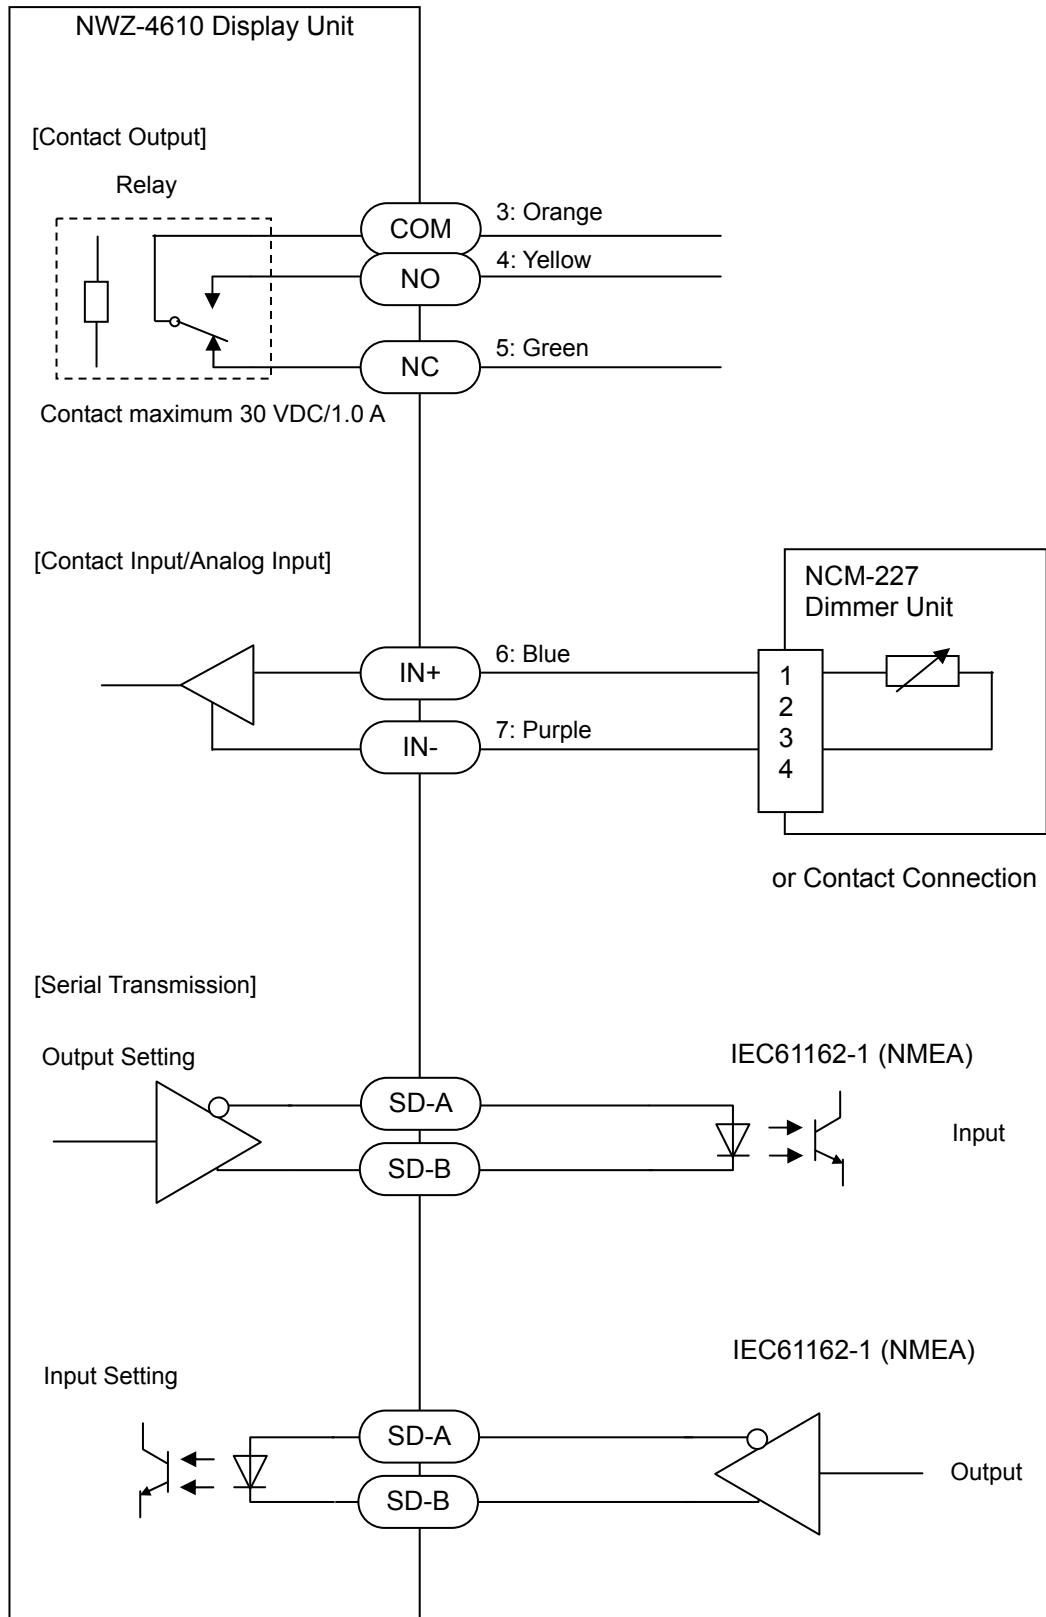 NWZ-4610 Display Unit
[Contact Output]
Relay
COM
3: Orange
NO
4: Yellow
NC
5: Green
Contact maximum 30 VDC/1.0 A
[Contact Input/Analog Input]
NCM-227
Dimmer Unit
IN+
6: Blue
IN-
7: Purple
1
2
3
4
or Contact Connection
[Serial Transmission]
Output Setting
IEC61162-1 (NMEA)
SD-A
SD-B
Input
Input Setting
IEC61162-1 (NMEA)
SD-A
SD-B
Output